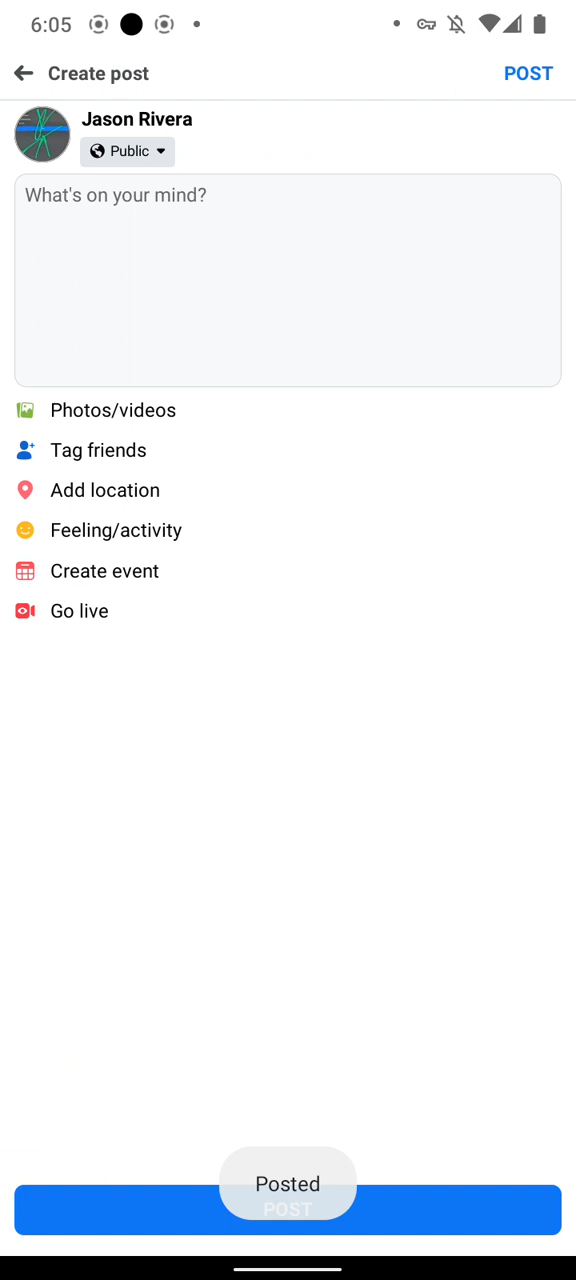 6:05
Create post
POST
Jason Rivera
Public
What's on your mind?
Photos/videos
Tag friends
Add location
Feeling/activity
Create event
Go live
Posted
POST